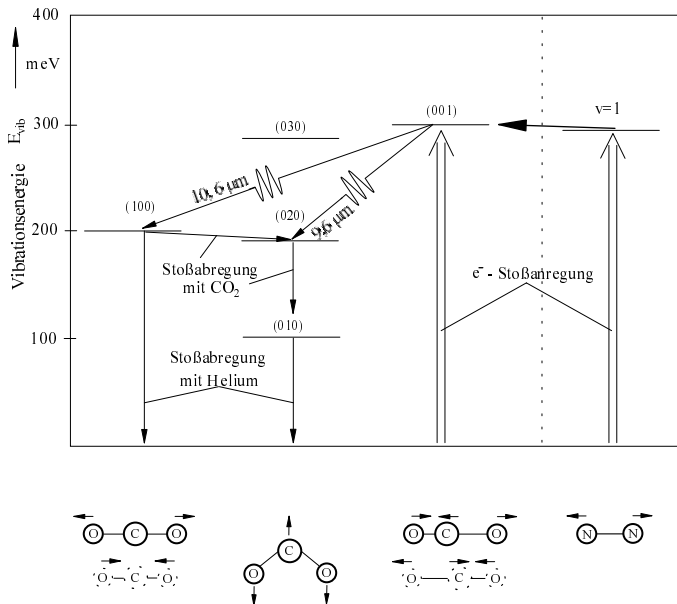 400
meV
Vibrationsenergie E_vib
300
200
100
(001)
v=1
(030)
10,6 µm
9,6 µm
(100)
(020)
Stoßabregung
mit CO₂
e⁻ - Stoßanregung
(010)
Stoßabregung
mit Helium
O C O
C
O O
O C O
N N
O C O
O C O